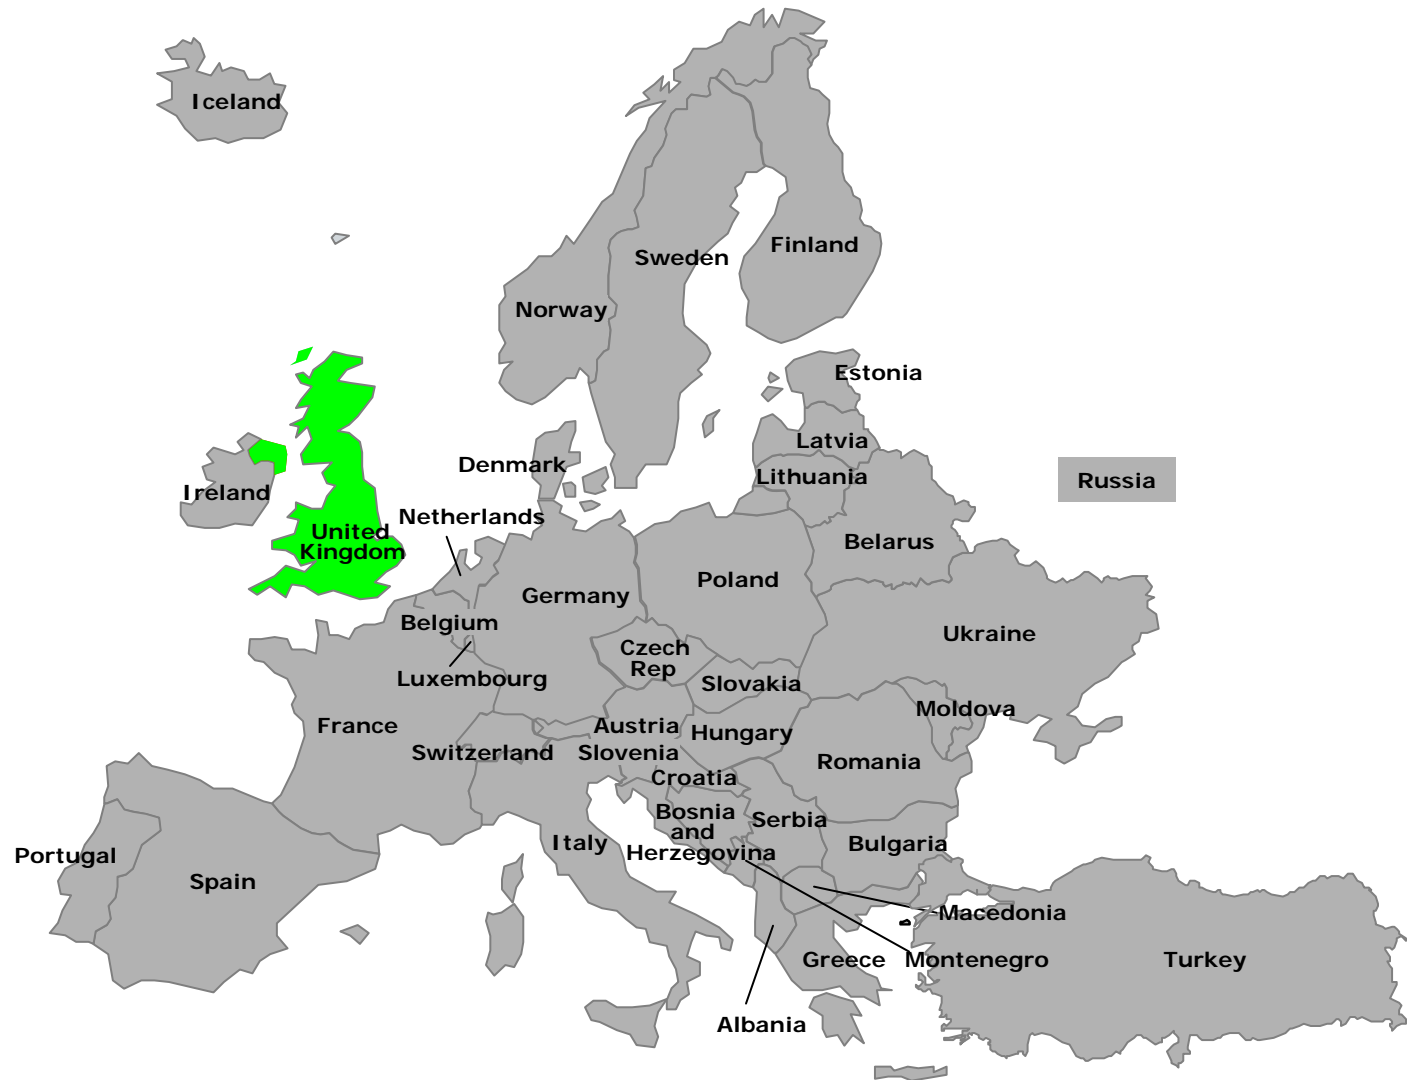 Iceland
Finland
Sweden
Norway
Estonia
Latvia
Denmark
Lithuania
Russia
Ireland
Netherlands
United
Kingdom
Belarus
Poland
Germany
Belgium
Ukraine
Czech
Rep
Luxembourg
Slovakia
Moldova
France
Austria
Hungary
Switzerland
Slovenia
Romania
Croatia
Bosnia
and
Herzegovina
Serbia
Italy
Bulgaria
Portugal
Spain
Macedonia
Greece
Montenegro
Turkey
Albania